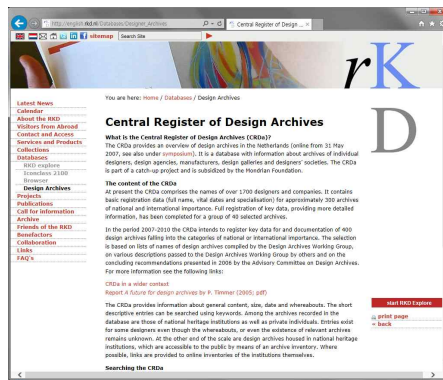 http://english.rkd.nl/Databases/Designer_Archives
Central Register of Design ...
sitemap
Search Site
rKD
You are here: Home / Databases / Design Archives
Latest News
Calendar
About the RKD
Visitors from Abroad
Contact and Access
Services and Products
Collections
Databases
RKD explore
Iconclass 2100
Browser
Design Archives
Projects
Publications
Call for information
Archive
Friends of the RKD
Benefactors
Collaboration
Links
FAQ's
Central Register of Design Archives
What is the Central Register of Design Archives (CRDa)?
The CRDa provides an overview of design archives in the Netherlands (online from 31 May
2007, see also under symposium). It is a database with information about archives of individual
designers, design agencies, manufacturers, design galleries and designers' societies. The CRDa
is part of a catch-up project and is subsidized by the Mondrian Foundation.
The content of the CRDa
At present the CRDa comprises the names of over 1700 designers and companies. It contains
basic registration data (full name, vital dates and specialisation) for approximately 300 archives
of national and international importance. Full registration of key data, providing more detailed
information, has been completed for a group of 40 selected archives.
In the period 2007-2010 the CRDa intends to register key data for and documentation of 400
design archives falling into the categories of national or international importance. The selection
is based on lists of names of design archives compiled by the Design Archives Working Group,
on various descriptions passed to the Design Archives Working Group by others and on the
concluding recommendations presented in 2006 by the Advisory Committee on Design Archives.
For more information see the following links:
CRDa in a wider context
Report A future for design archives by P. Timmer (2005; pdf)
The CRDa provides information about general content, size, date and whereabouts. The short
descriptive entries can be searched using keywords. Among the archives recorded in the
database are those of national heritage institutions as well as private individuals. Entries exist
for some designers even though the whereabouts, or even the existence of relevant archives
remains unknown. At the other end of the scale are design archives housed in national heritage
institutions, which are accessible to the public by means of an archive inventory. Where
possible, links are provided to online inventories of the institutions themselves.
Searching the CRDa
start RKD Explore
print page
back